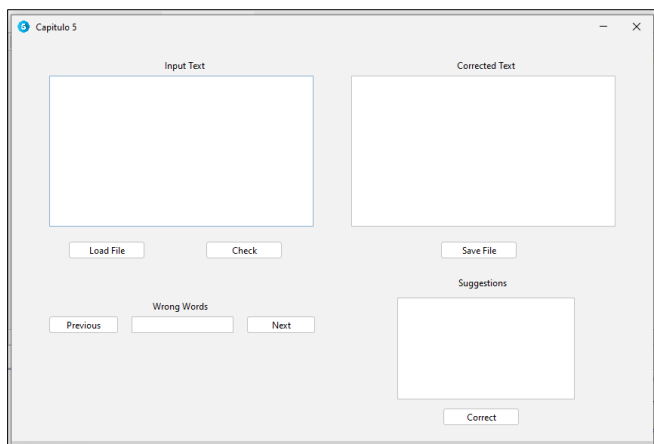 Capitulo 5
Input Text
Corrected Text
Load File
Check
Save File
Suggestions
Wrong Words
Previous
Next
Correct